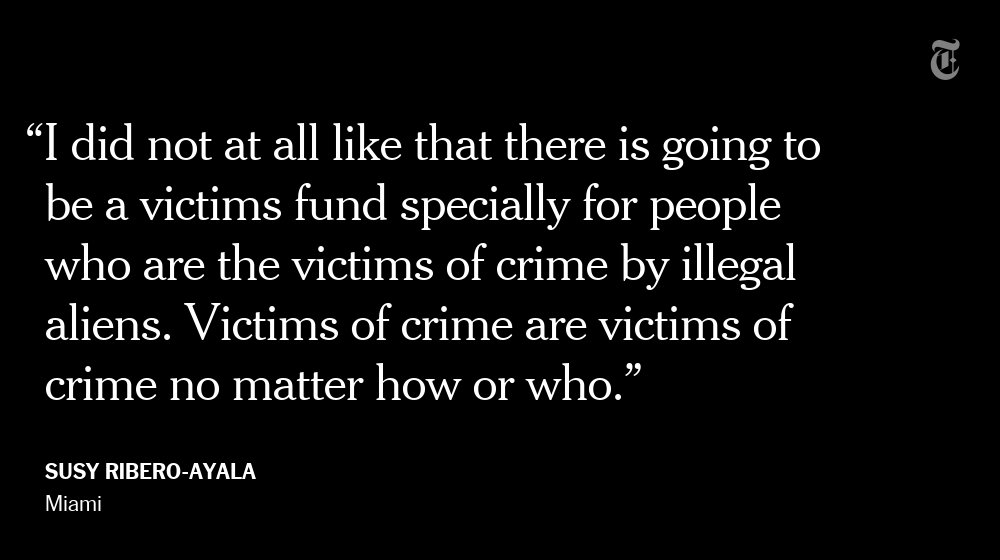 T
“I did not at all like that there is going to
be a victims fund specially for people
who are the victims of crime by illegal
aliens. Victims of crime are victims of
crime no matter how or who.”
SUSY RIBERO-AYALA
Miami